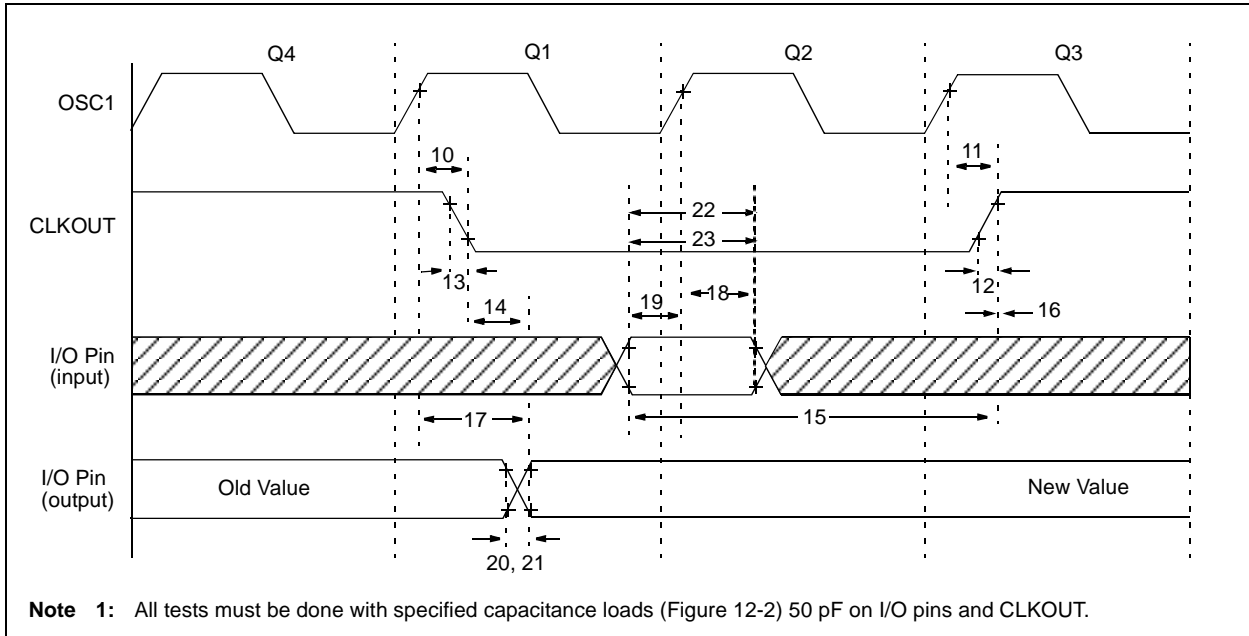 Q4 Q1 Q2 Q3
OSC1
10 11
22
CLKOUT
23
13 12
14 19 18 16
I/O Pin
(input)
17 15
I/O Pin
(output)
Old Value New Value
20, 21
Note 1: All tests must be done with specified capacitance loads (Figure 12-2) 50 pF on I/O pins and CLKOUT.